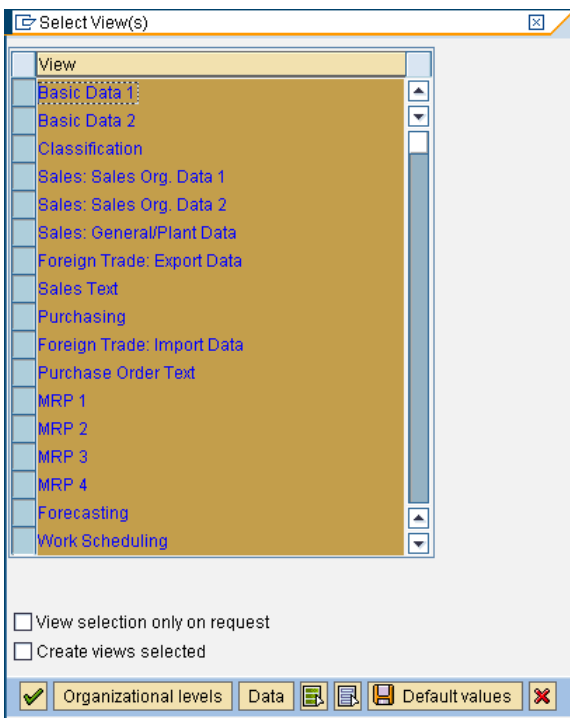 Select View(s)
View
Basic Data 1
Basic Data 2
Classification
Sales: Sales Org. Data 1
Sales: Sales Org. Data 2
Sales: General/Plant Data
Foreign Trade: Export Data
Sales Text
Purchasing
Foreign Trade: Import Data
Purchase Order Text
MRP 1
MRP 2
MRP 3
MRP 4
Forecasting
Work Scheduling
View selection only on request
Create views selected
Organizational levels Data Default values